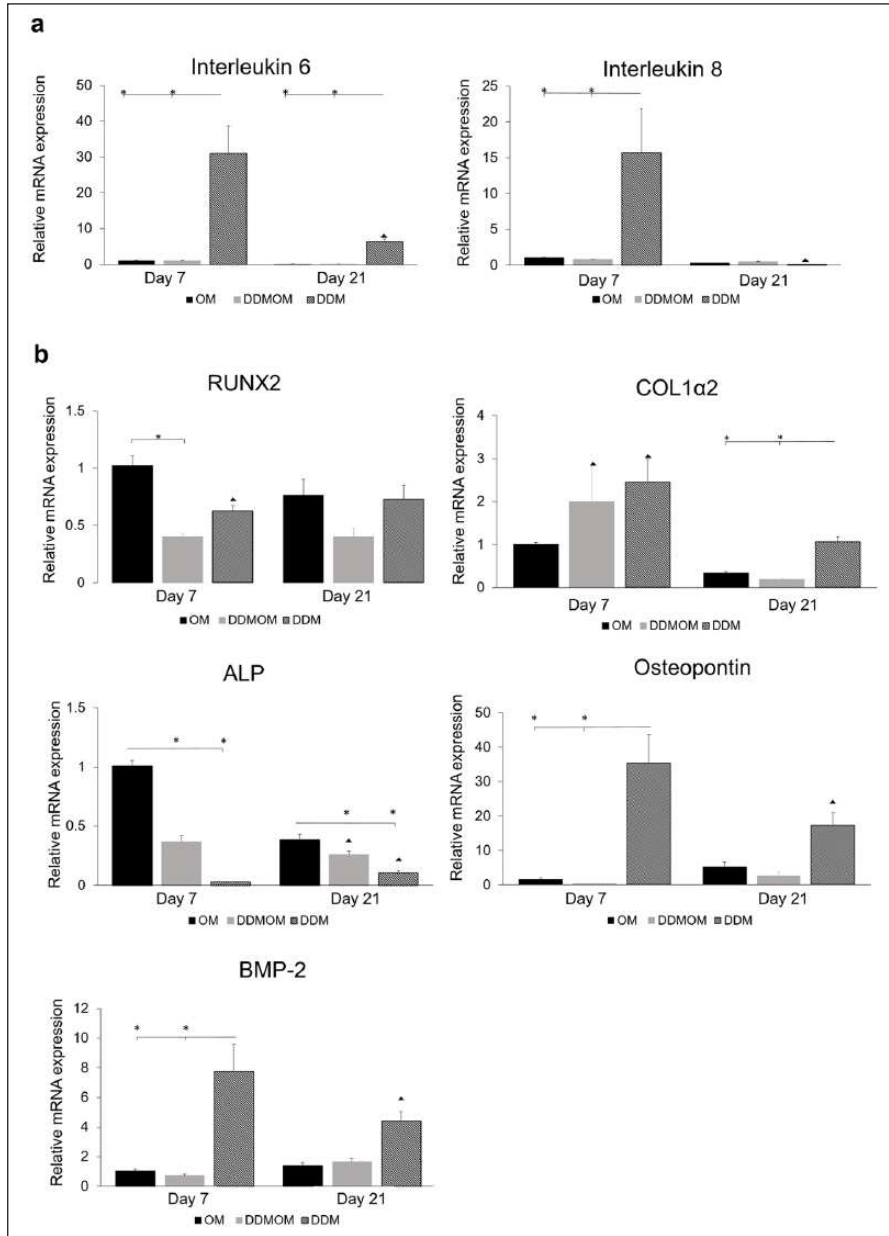 a
Interleukin 6
Relative mRNA expression
50
40
30
20
10
0
* * * *
Day 7 Day 21
OM DDMOM DDM
Interleukin 8
Relative mRNA expression
25
20
15
10
5
0
* *
Day 7 Day 21
OM DDMOM DDM
b
RUNX2
Relative mRNA expression
1.5
1
0.5
0
*
Day 7 Day 21
OM DDMOM DDM
COL1α2
Relative mRNA expression
4
3
2
1
0
* *
Day 7 Day 21
OM DDMOM DDM
ALP
Relative mRNA expression
1.5
1
0.5
0
* * * *
Day 7 Day 21
OM DDMOM DDM
Osteopontin
Relative mRNA expression
50
40
30
20
10
0
* *
Day 7 Day 21
OM DDMOM DDM
BMP-2
Relative mRNA expression
12
10
8
6
4
2
0
* *
Day 7 Day 21
OM DDMOM DDM